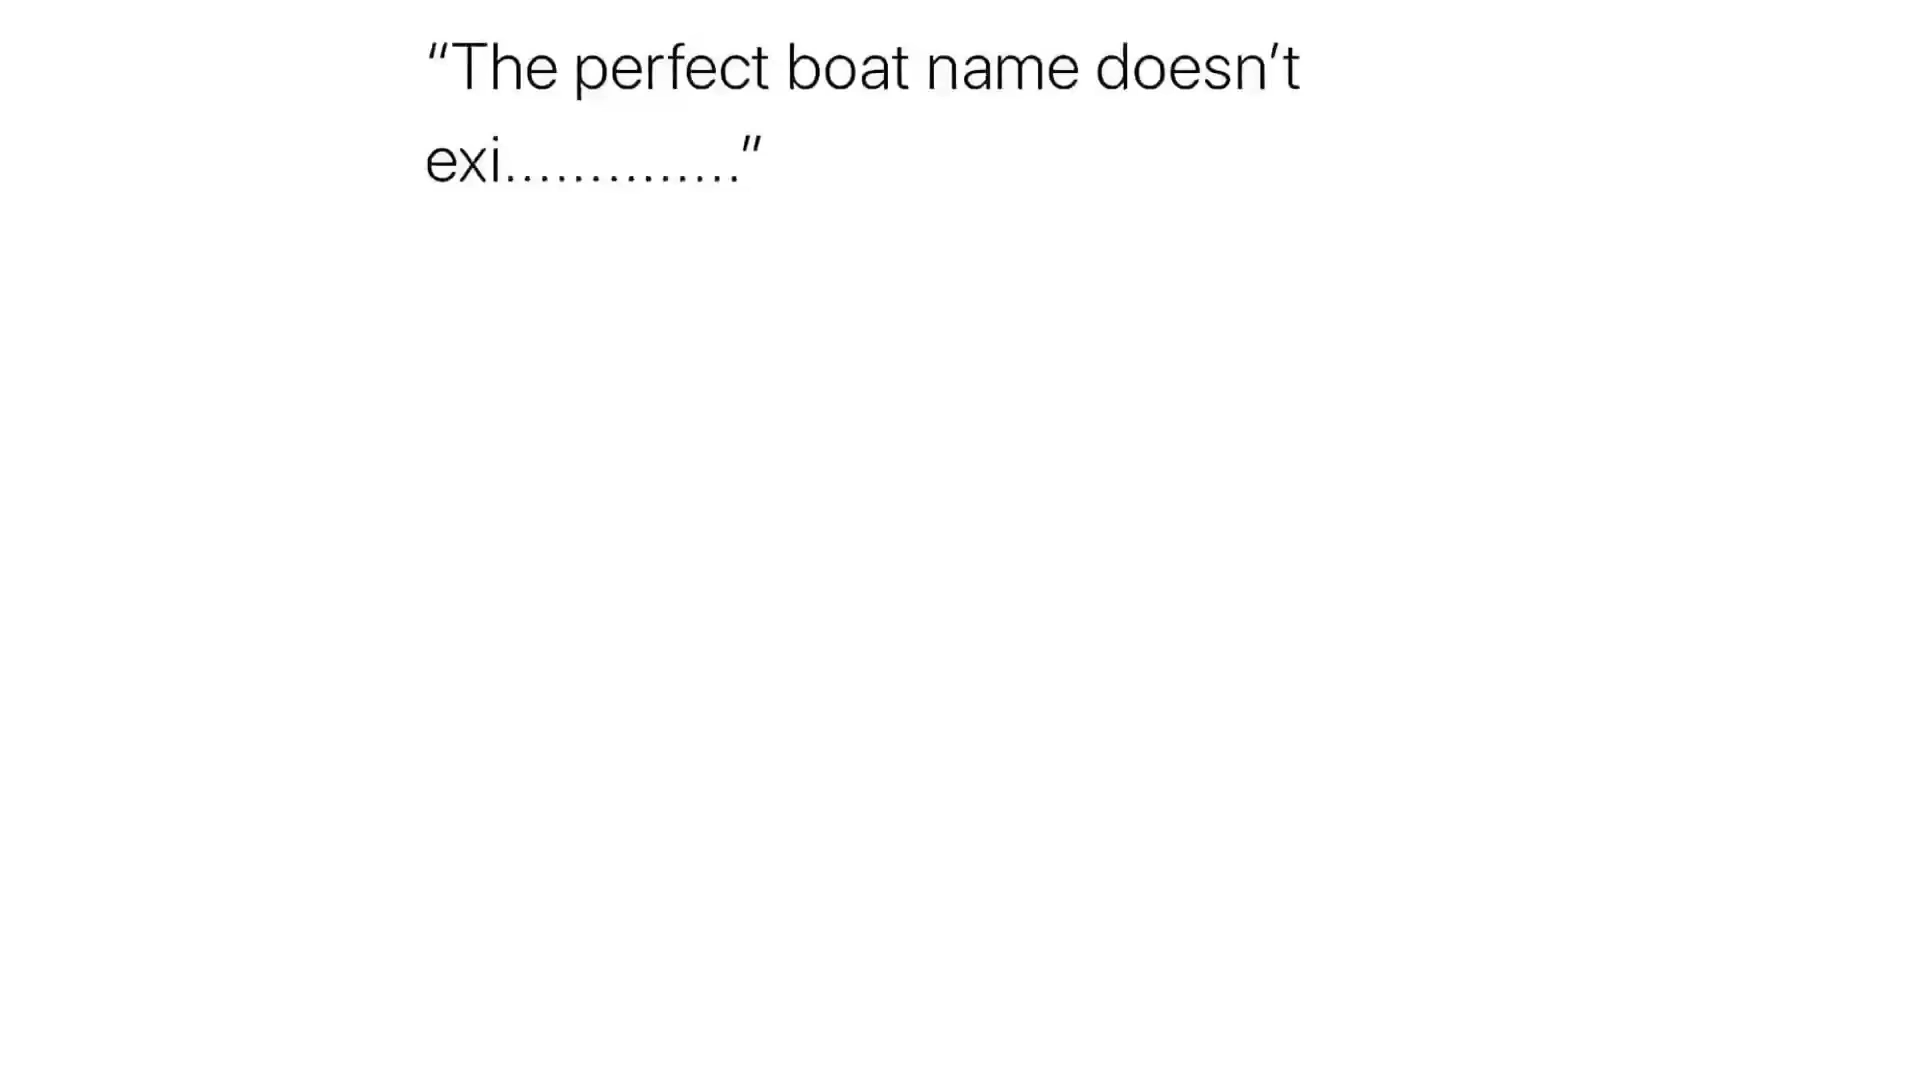 “The perfect boat name doesn’t
exi..............”